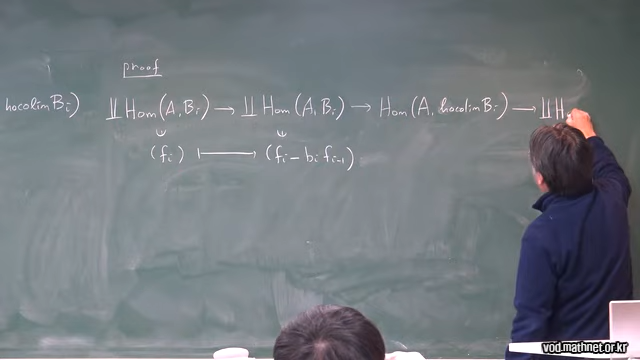 proof
hocolim Bᵢ) ⨿ Hom(A, Bᵢ) → ⨿ Hom(A, Bᵢ) → Hom(A, hocolim Bᵢ) → ⨿ H
∪ ∪
(fᵢ) ⟼ (fᵢ − bᵢ fᵢ₋₁)
vod.mathnet.or.kr